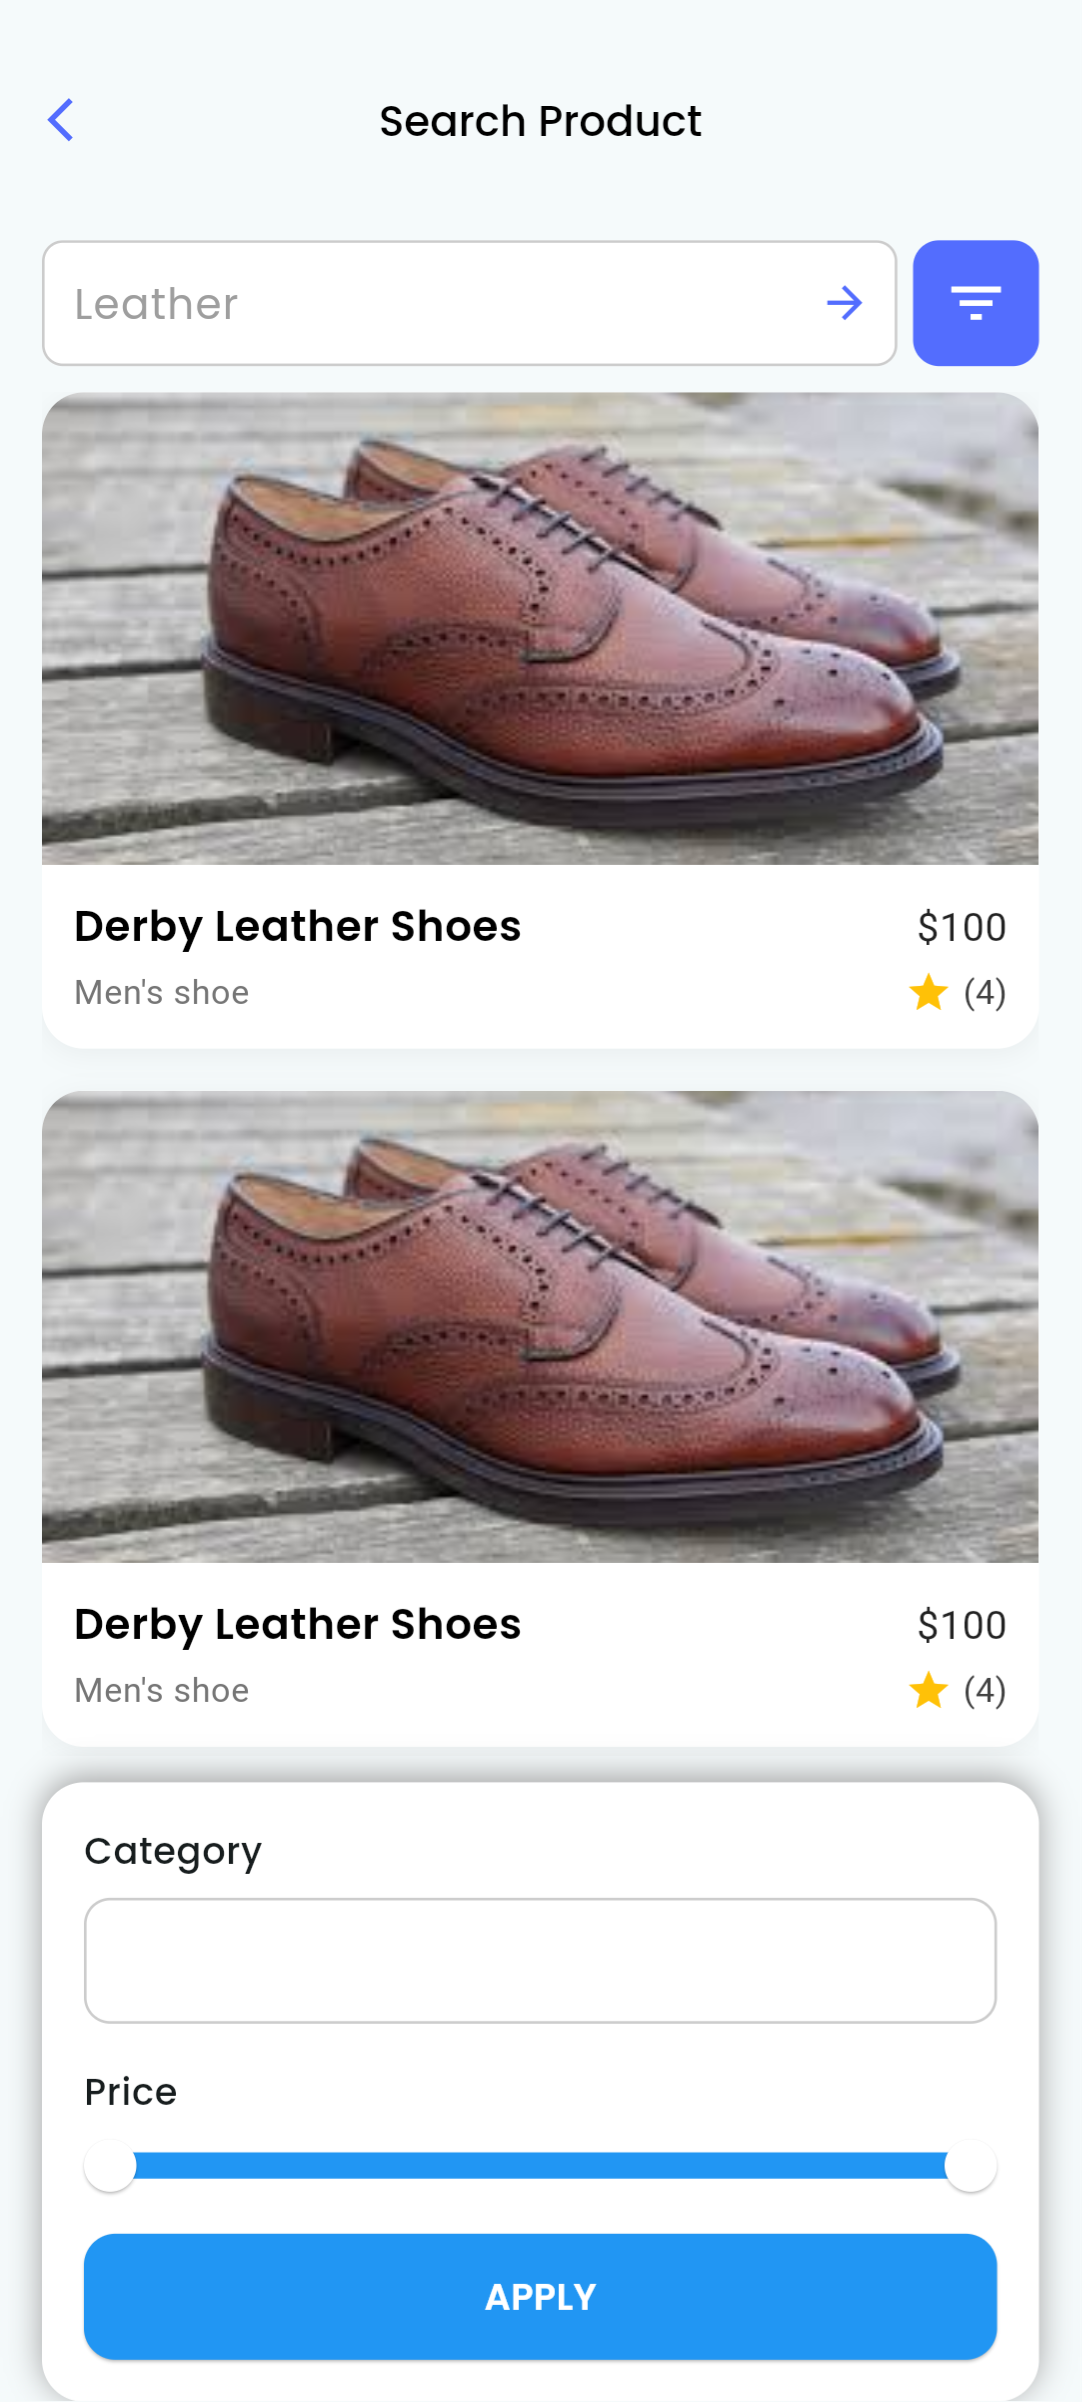 Search Product
Leather
Derby Leather Shoes $100
Men's shoe (4)
Derby Leather Shoes $100
Men's shoe (4)
Category
Price
APPLY